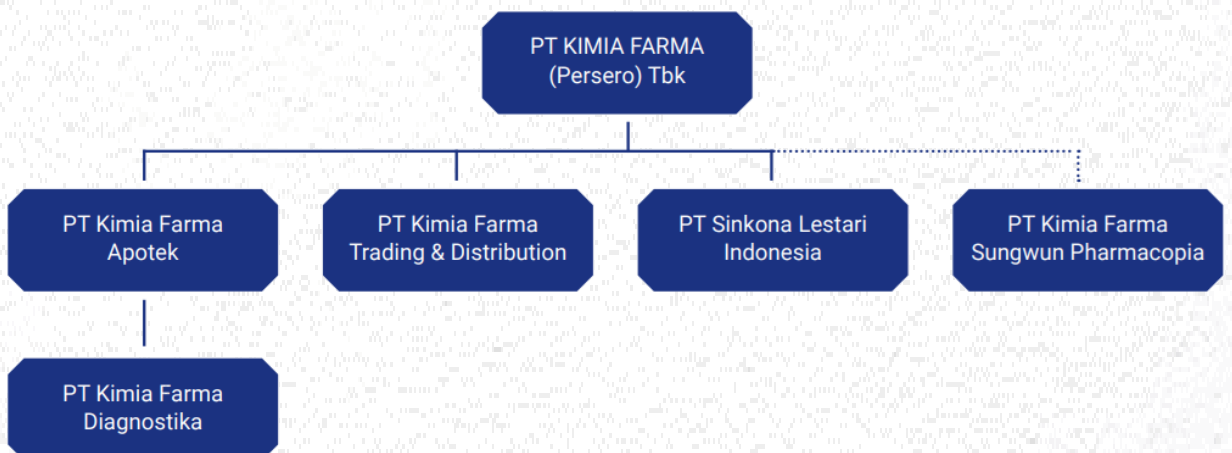 PT KIMIA FARMA
(Persero) Tbk
PT Kimia Farma
Apotek
PT Kimia Farma
Trading & Distribution
PT Sinkona Lestari
Indonesia
PT Kimia Farma
Sungwun Pharmacopia
PT Kimia Farma
Diagnostika